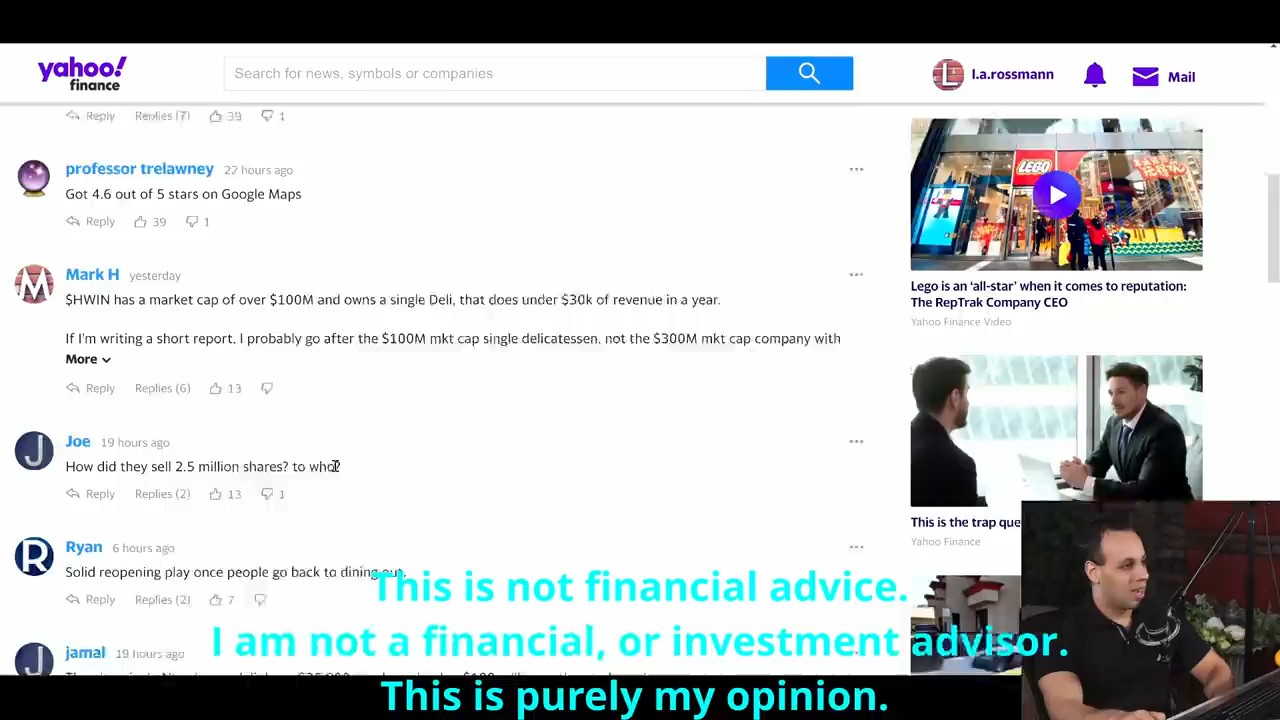 yahoo!
finance
Search for news, symbols or companies
l.a.rossmann
Mail
Reply Replies (7) 39 1
professor trelawney 22 hours ago
Got 4.6 out of 5 stars on Google Maps
Reply 39 1
Mark H yesterday
$HWIN has a market cap of over $100M and owns a single Deli, that does under $30k of revenue in a year.
If I'm writing a short report, I probably go after the $100M mkt cap single delicatessen, not the $300M mkt cap company with
More
Reply Replies (6) 13
Joe 19 hours ago
How did they sell 2.5 million shares? to who?
Reply Replies (2) 13 1
Ryan 6 hours ago
Solid reopening play once people go back to dining out.
Reply Replies (2) 7
jamal 19 hours ago
LEGO
Lego is an ‘all-star’ when it comes to reputation:
The RepTrak Company CEO
Yahoo Finance Video
This is the trap que
Yahoo Finance
This is not financial advice.
I am not a financial, or investment advisor.
This is purely my opinion.